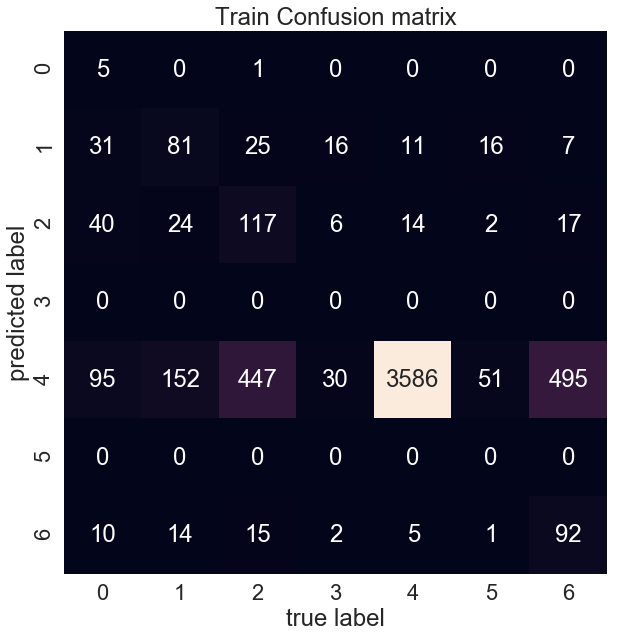 Train Confusion matrix
0 5 0 1 0 0 0 0
1 31 81 25 16 11 16 7
2 40 24 117 6 14 2 17
3 0 0 0 0 0 0 0
4 95 152 447 30 3586 51 495
5 0 0 0 0 0 0 0
6 10 14 15 2 5 1 92
0 1 2 3 4 5 6
true label
predicted label